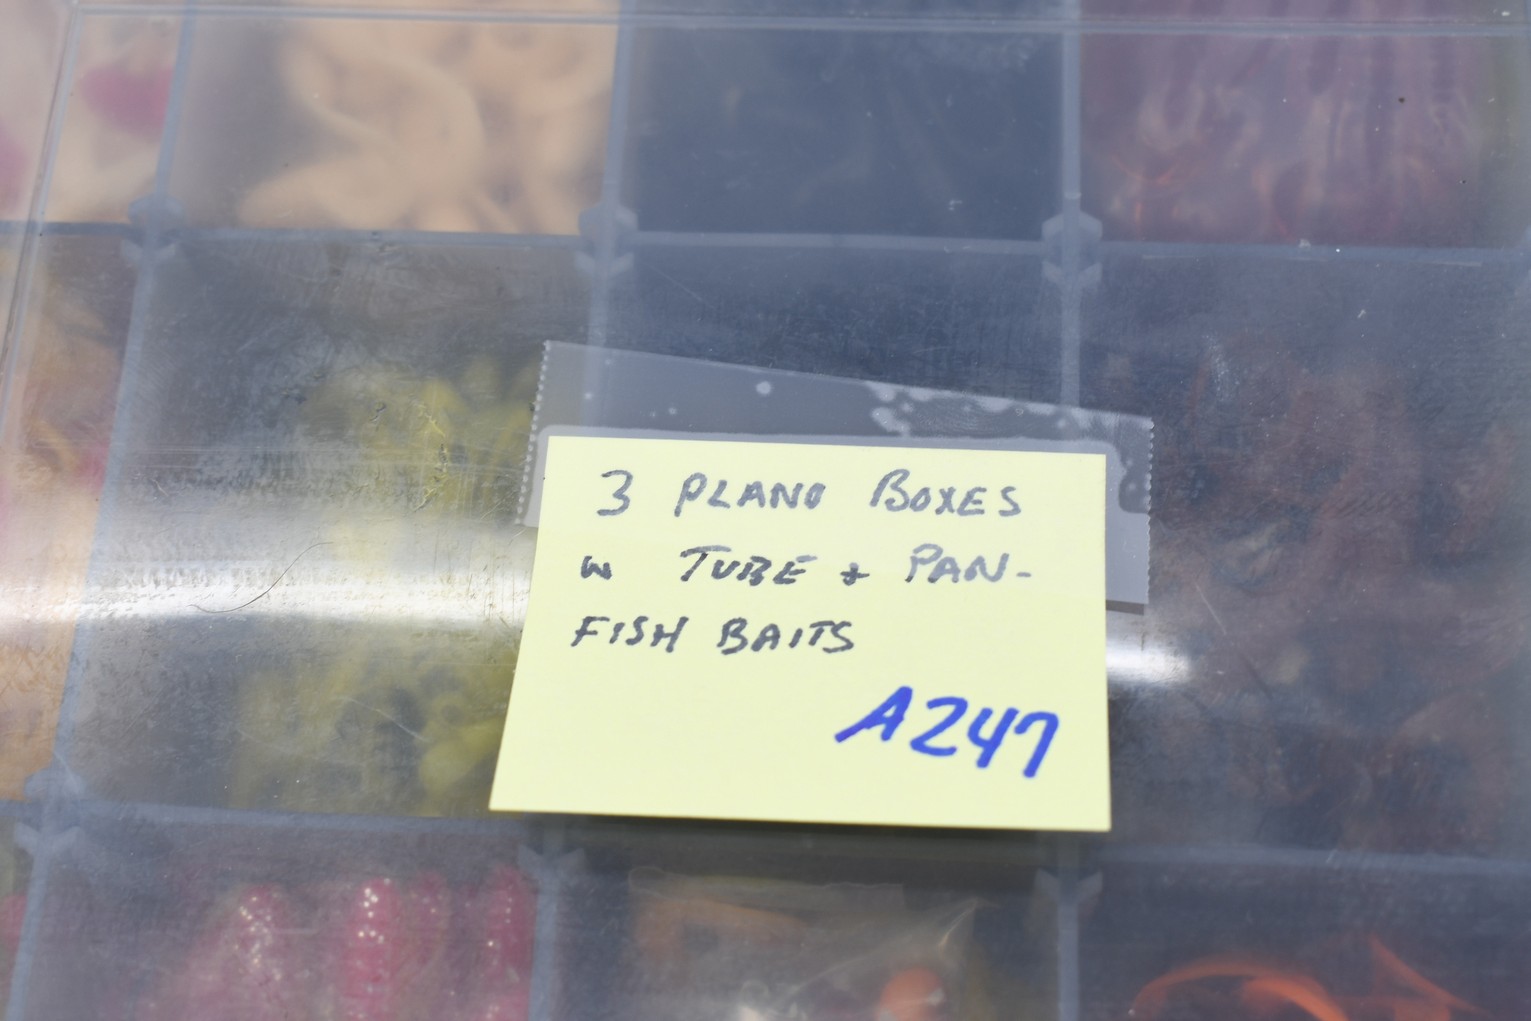 3 PLANO BOXES
w TUBE + PAN-
FISH BAITS
A247